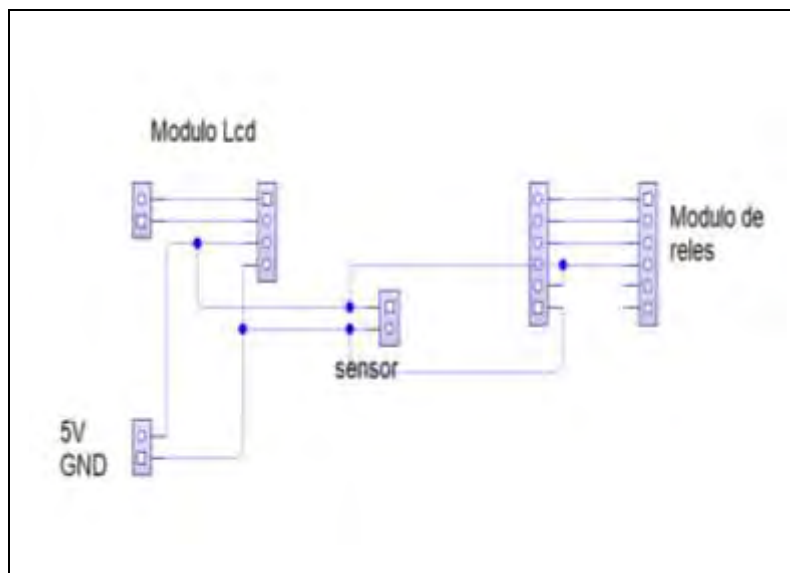 Modulo Lcd
Modulo de
reles
sensor
5V
GND